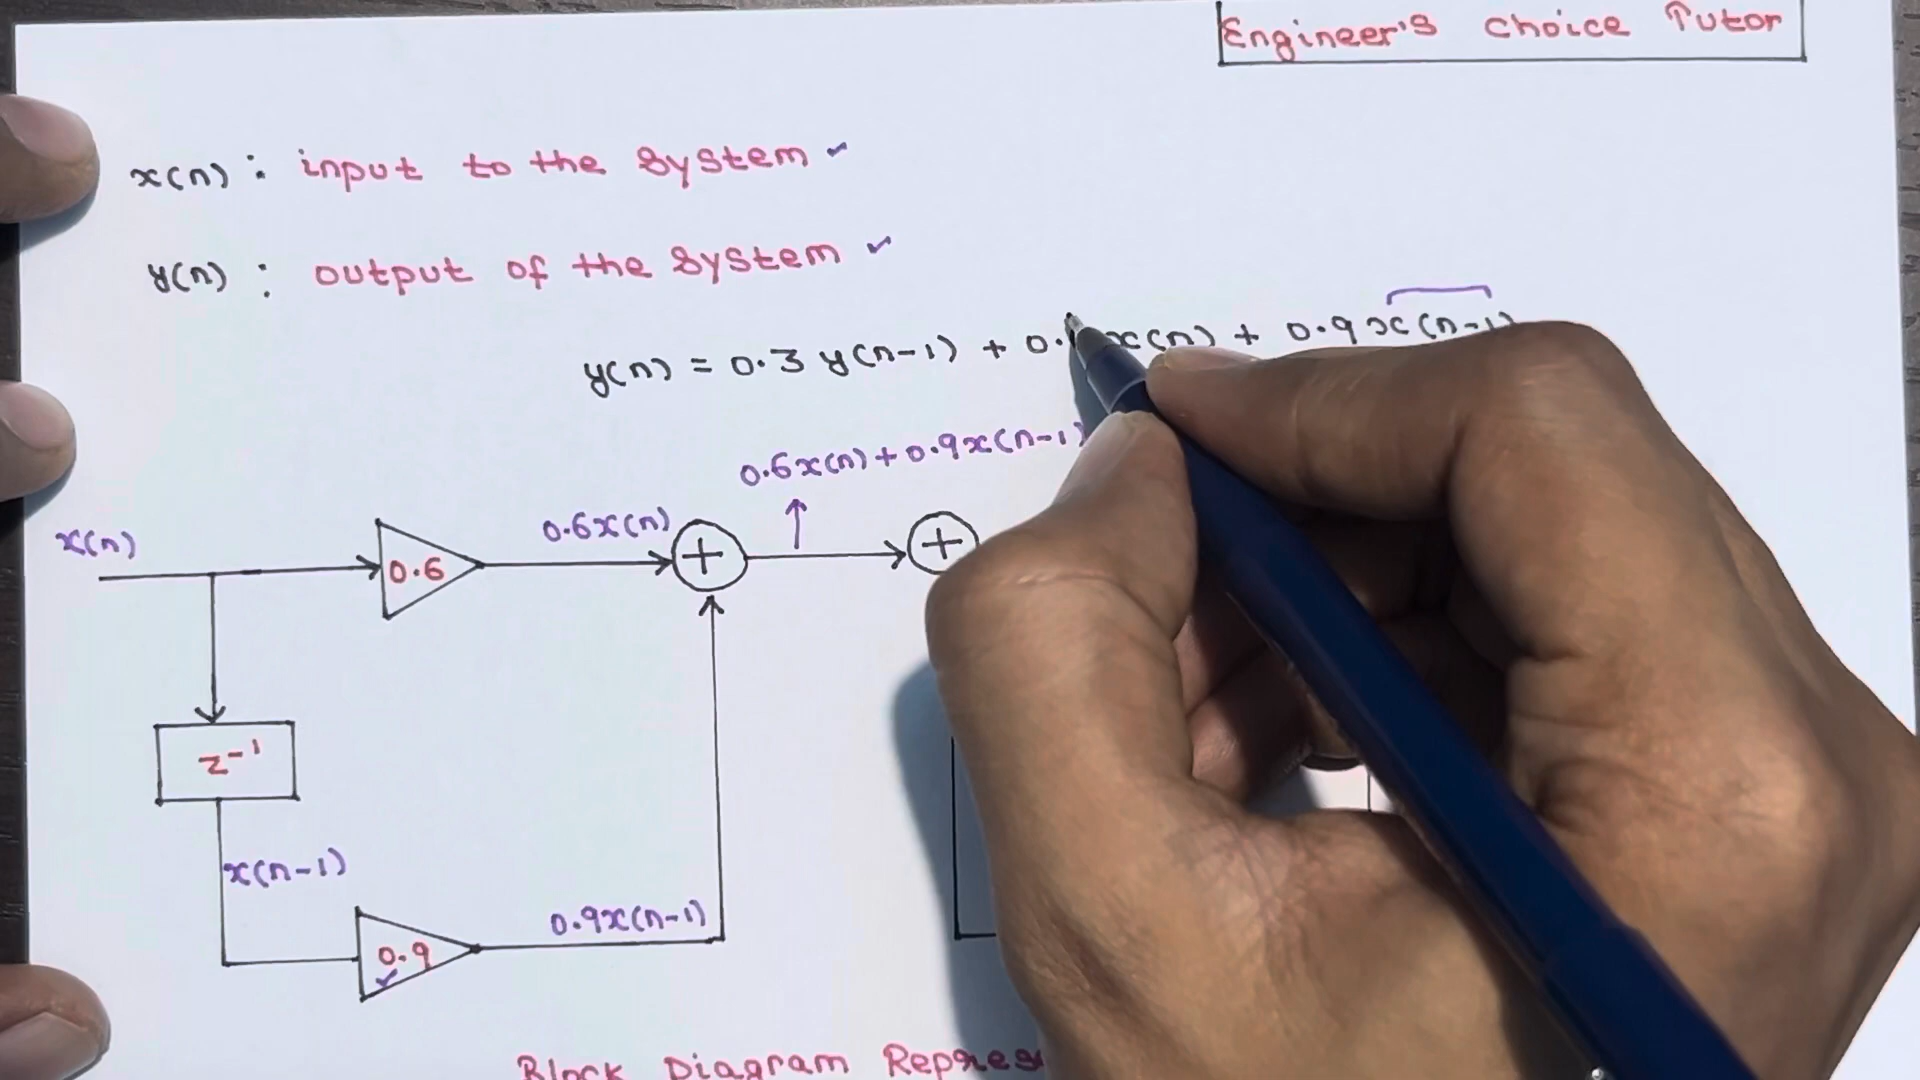 Engineer's Choice Tutor
x(n) : input to the system
y(n) : output of the system
y(n) = 0.3 y(n-1) + 0. x(n) + 0.9 x(n-1)
0.6x(n) + 0.9x(n-1)
x(n)
0.6
0.6x(n)
+
+
z⁻¹
x(n-1)
0.9
0.9x(n-1)
Block Diagram